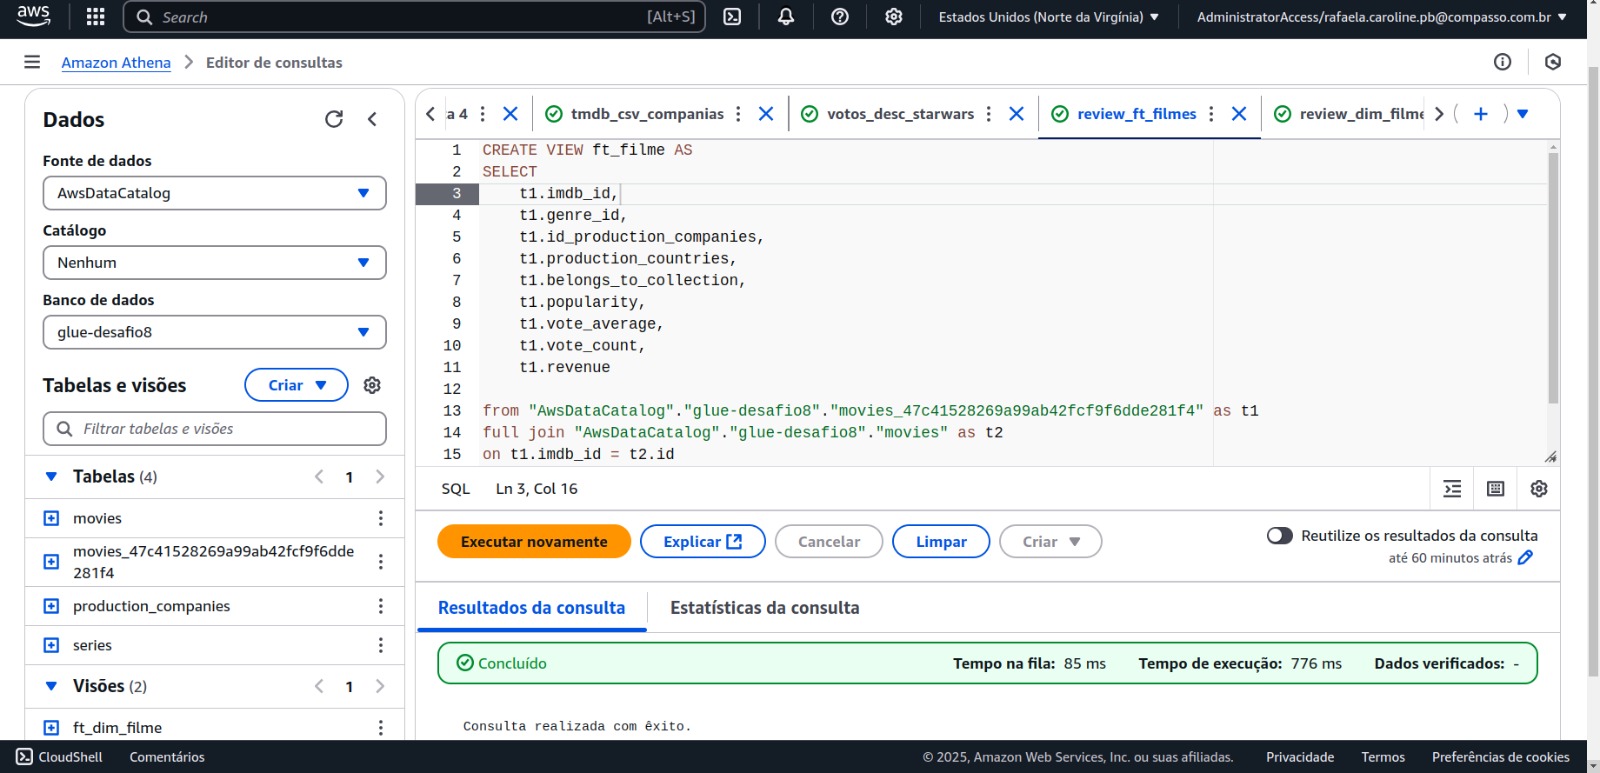 aws
Search
[Alt+S]
Estados Unidos (Norte da Virgínia)
AdministratorAccess/rafaela.caroline.pb@compasso.com.br
Amazon Athena
Editor de consultas
Dados
Fonte de dados
AwsDataCatalog
Catálogo
Nenhum
Banco de dados
glue-desafio8
Tabelas e visões
Criar
Filtrar tabelas e visões
Tabelas (4)
1
movies
movies_47c41528269a99ab42fcf9f6dde
281f4
production_companies
series
Visões (2)
1
ft_dim_filme
a 4
tmdb_csv_companias
votos_desc_starwars
review_ft_filmes
review_dim_filme
1 CREATE VIEW ft_filme AS
2 SELECT
3 t1.imdb_id,
4 t1.genre_id,
5 t1.id_production_companies,
6 t1.production_countries,
7 t1.belongs_to_collection,
8 t1.popularity,
9 t1.vote_average,
10 t1.vote_count,
11 t1.revenue
12
13 from "AwsDataCatalog"."glue-desafio8"."movies_47c41528269a99ab42fcf9f6dde281f4" as t1
14 full join "AwsDataCatalog"."glue-desafio8"."movies" as t2
15 on t1.imdb_id = t2.id
SQL Ln 3, Col 16
Executar novamente
Explicar
Cancelar
Limpar
Criar
Reutilize os resultados da consulta
até 60 minutos atrás
Resultados da consulta
Estatísticas da consulta
Concluído
Tempo na fila: 85 ms
Tempo de execução: 776 ms
Dados verificados: -
Consulta realizada com êxito.
CloudShell
Comentários
© 2025, Amazon Web Services, Inc. ou suas afiliadas.
Privacidade
Termos
Preferências de cookies